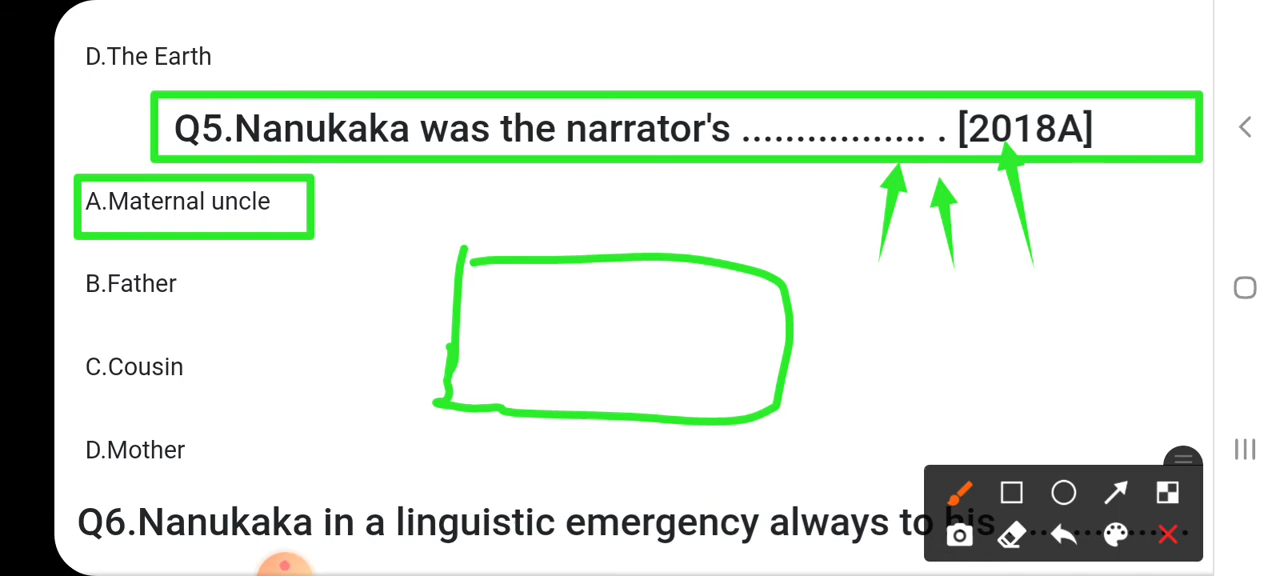 D.The Earth
Q5.Nanukaka was the narrator's ................. . [2018A]
A.Maternal uncle
B.Father
C.Cousin
D.Mother
Q6.Nanukaka in a linguistic emergency always to his